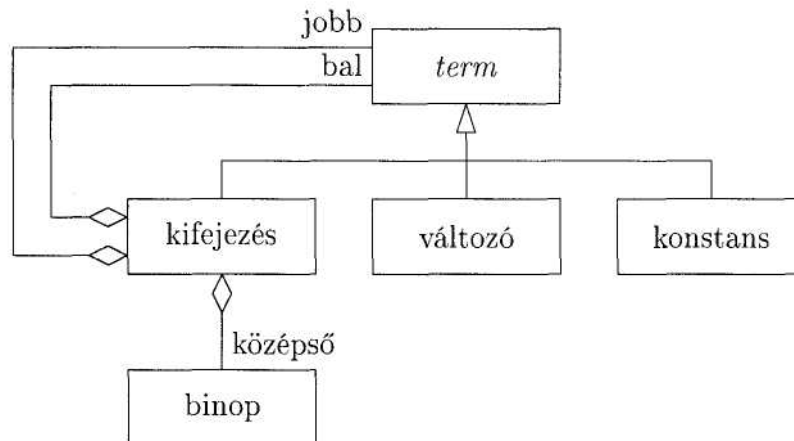 jobb
bal
term
kifejezés
változó
konstans
középső
binop